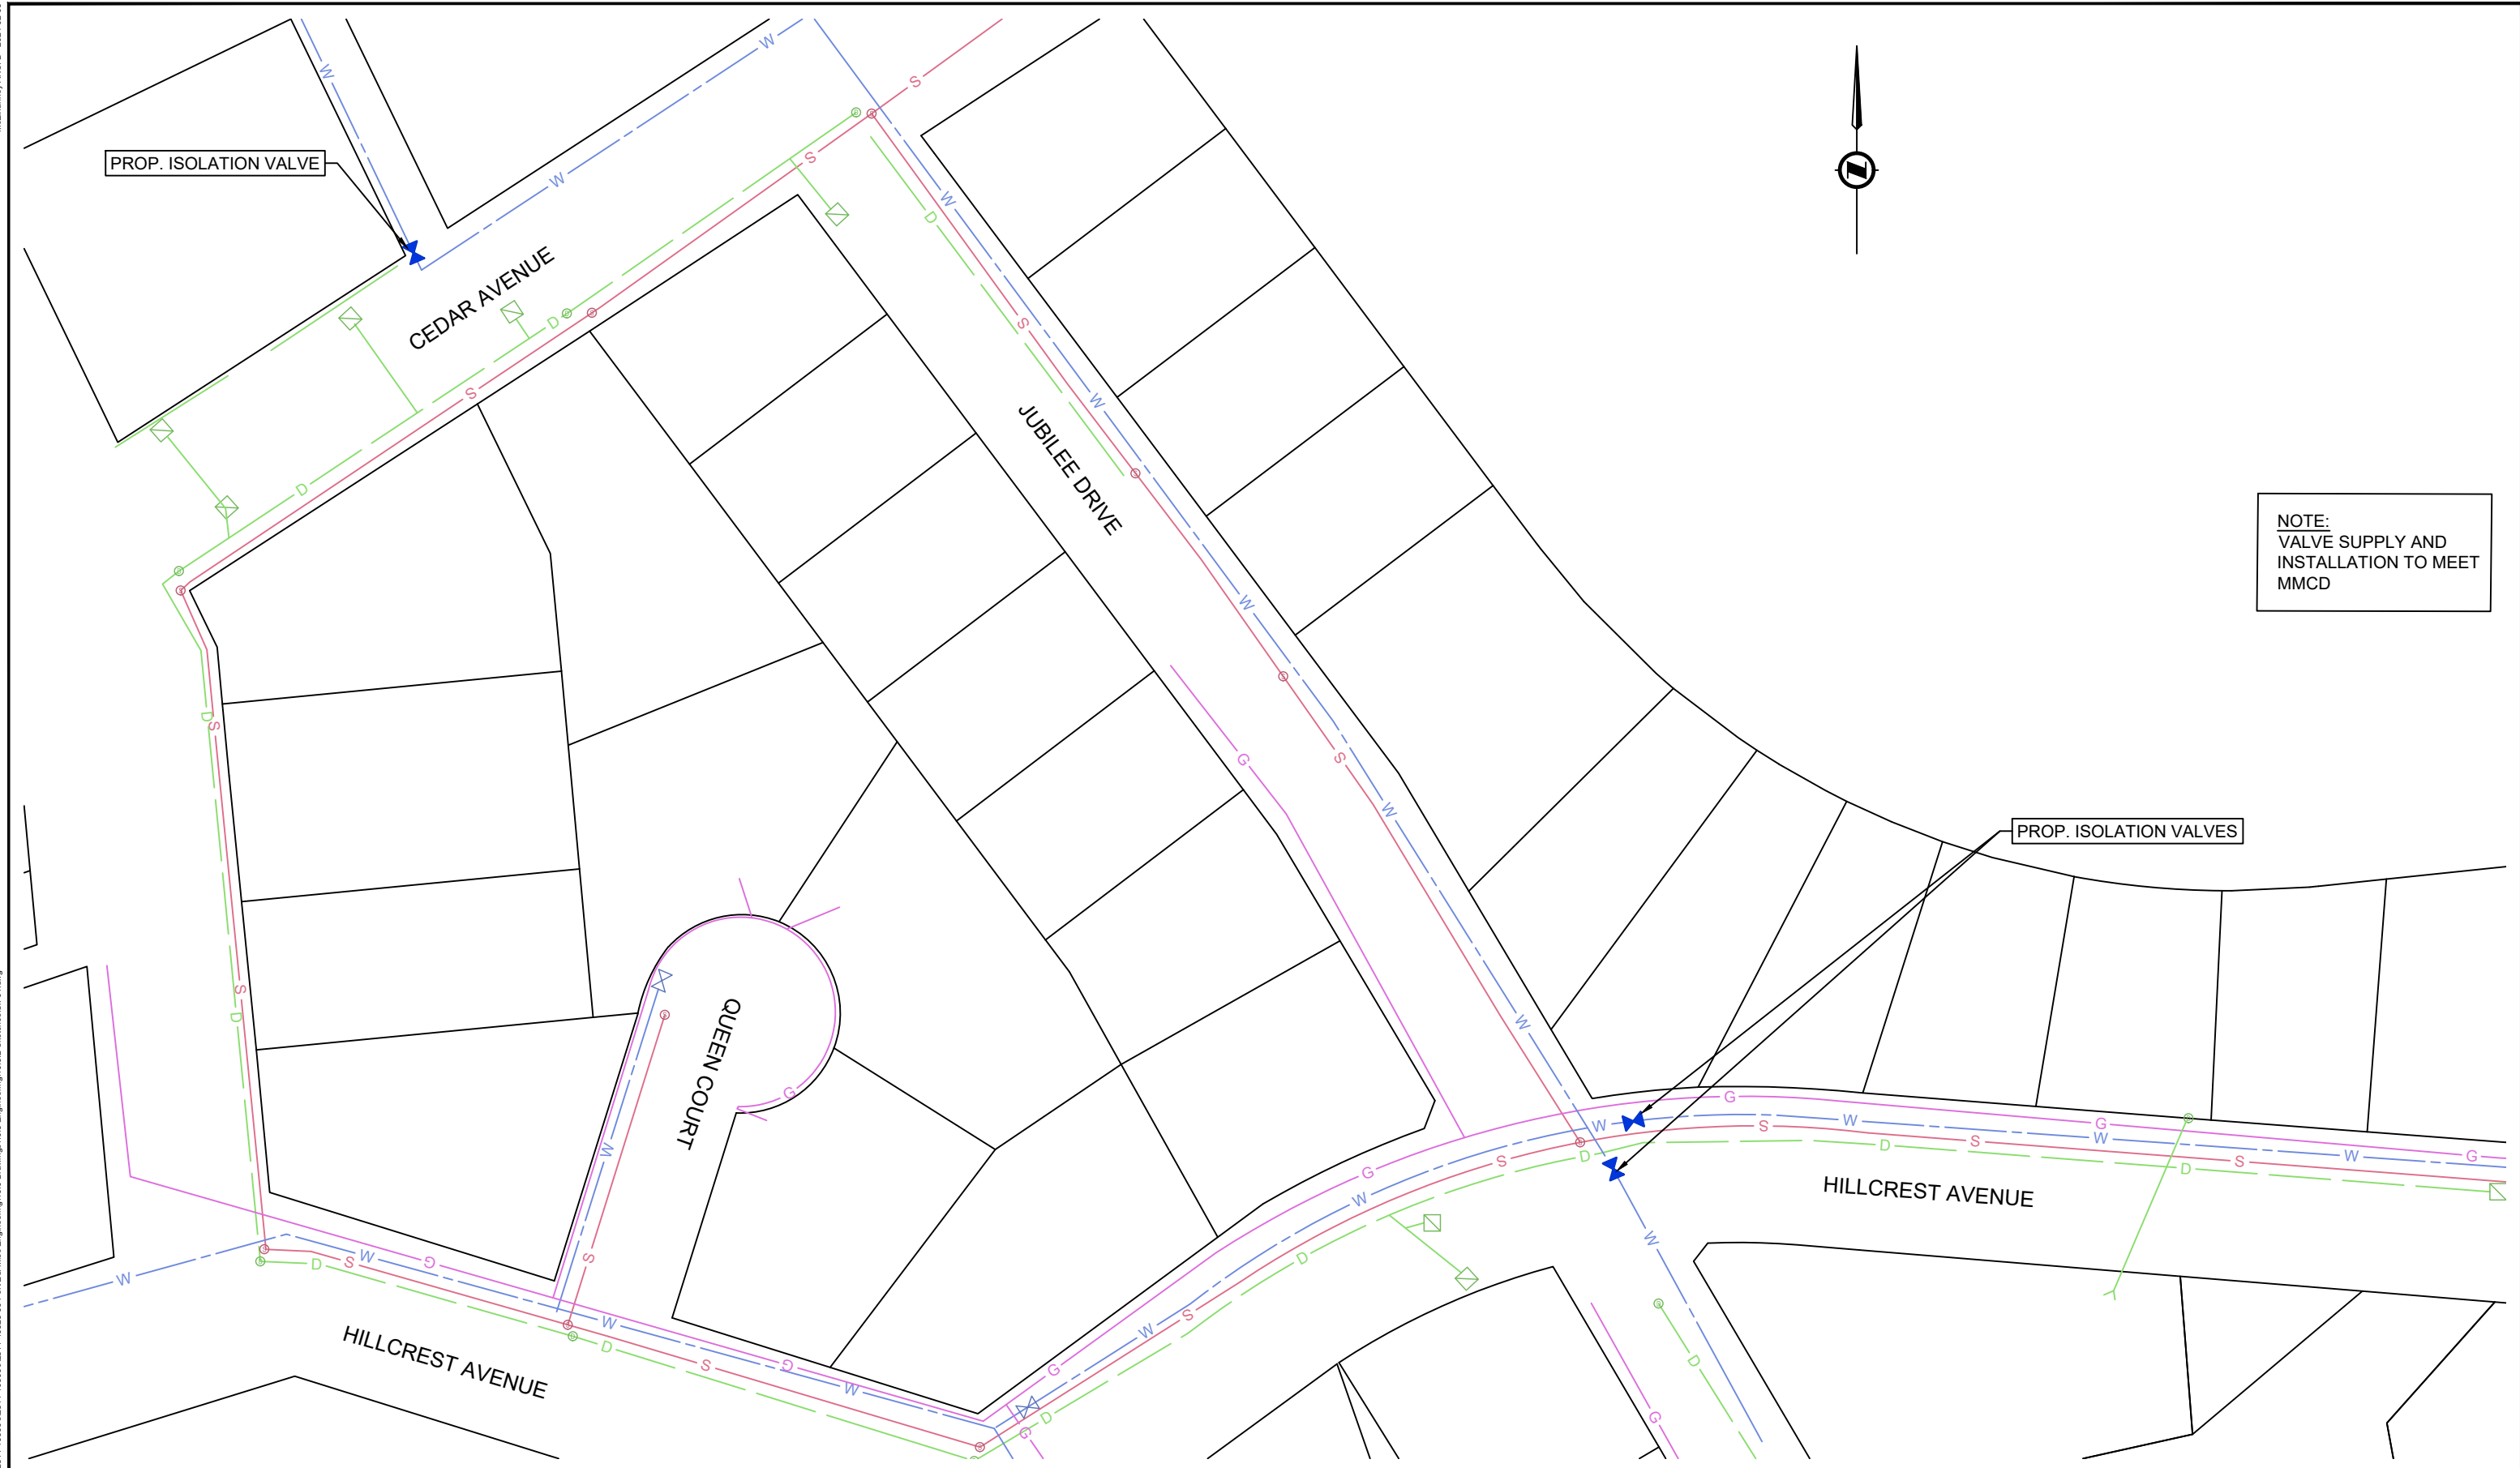 PROP. ISOLATION VALVE
CEDAR AVENUE
JUBILEE DRIVE
NOTE:
VALVE SUPPLY AND
INSTALLATION TO MEET
MMCD
PROP. ISOLATION VALVES
QUEEN COURT
HILLCREST AVENUE
HILLCREST AVENUE
W
W
W
S
S
S
D
D
W
D
S
W
S
W
W
W
G
D
S
S
D
G
W
S
W
W
D
S
G
W
S
D
W
G
W
S
G
W
D
G
W
S
D
G
W
S
D
G
W
S
D
W
S
D
G
W
S
D
G
W
D
G